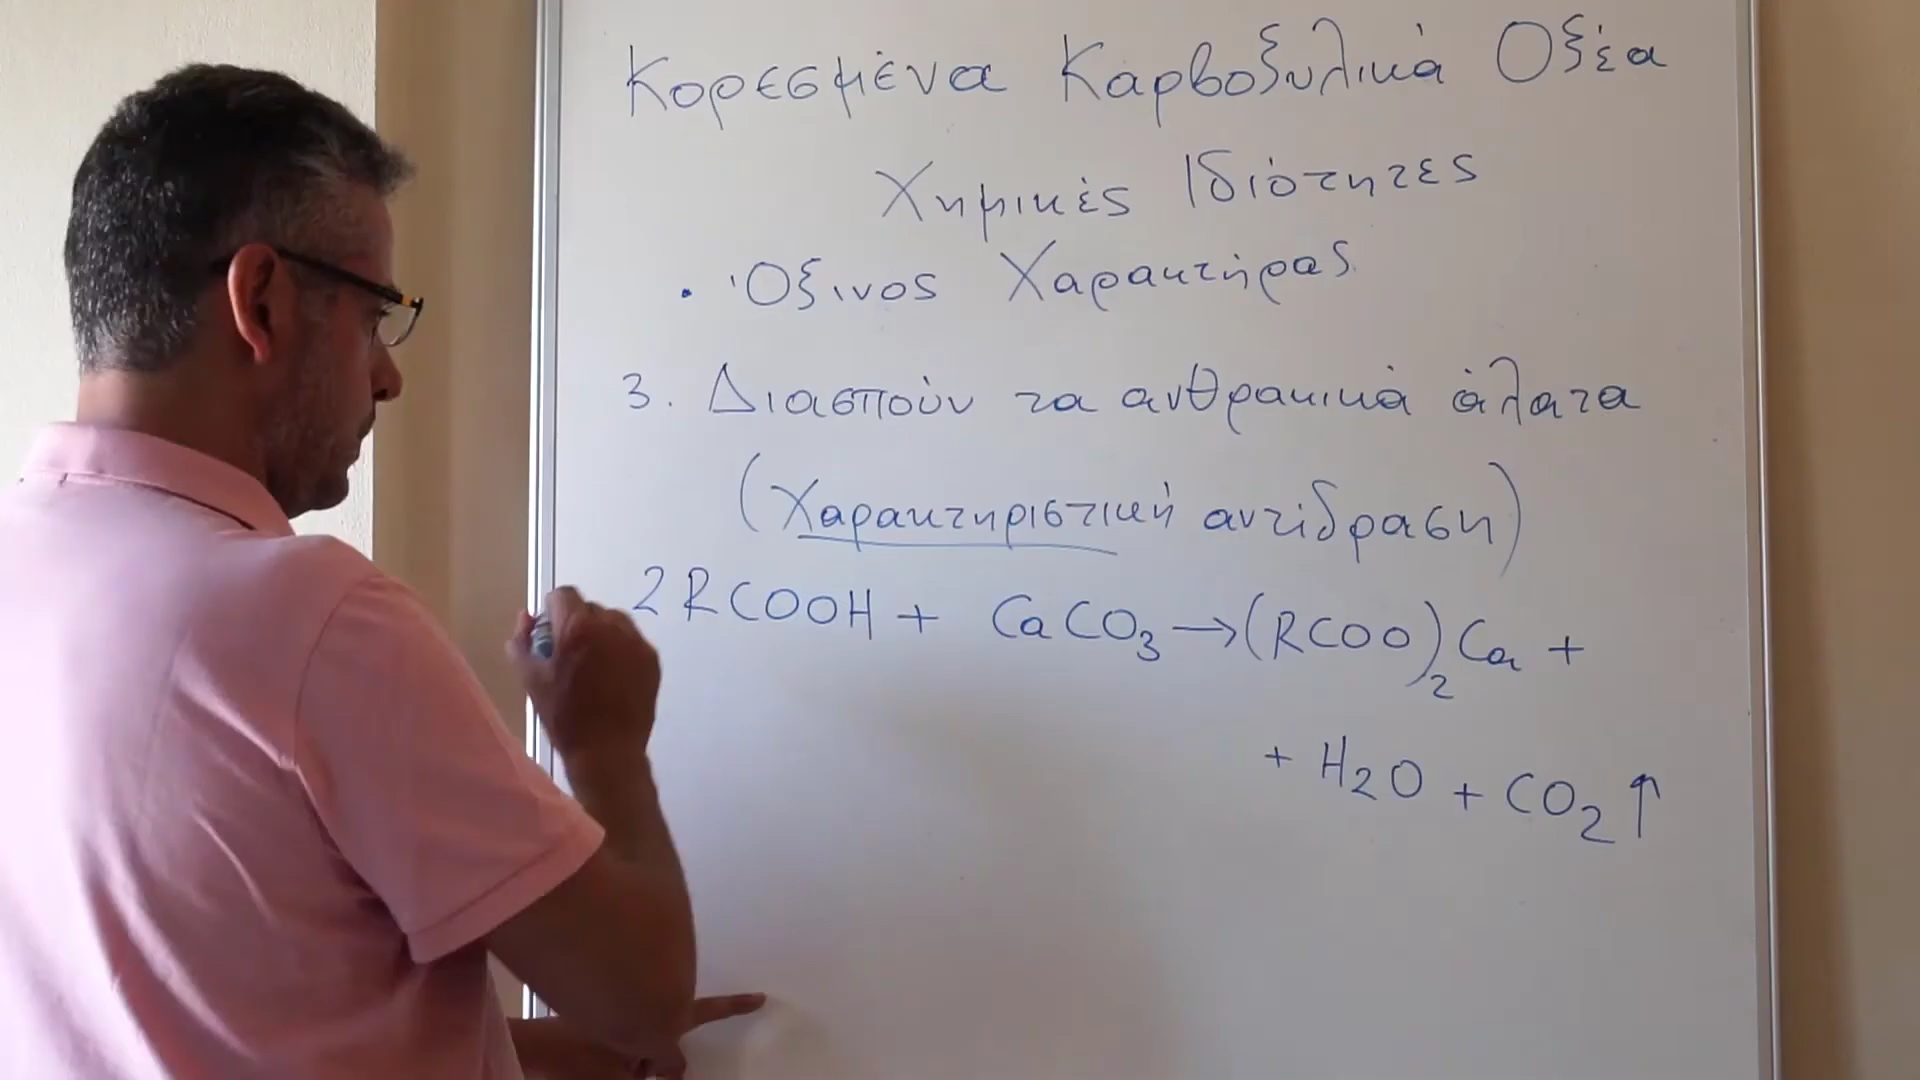 Κορεσμένα Καρβοξυλικά Οξέα
Χημικές Ιδιότητες
• Όξινος Χαρακτήρας
3. Διασπούν τα ανθρακικά άλατα
(Χαρακτηριστική αντίδραση)
2RCOOH + CaCO₃ → (RCOO)₂Ca +
+ H₂O + CO₂↑